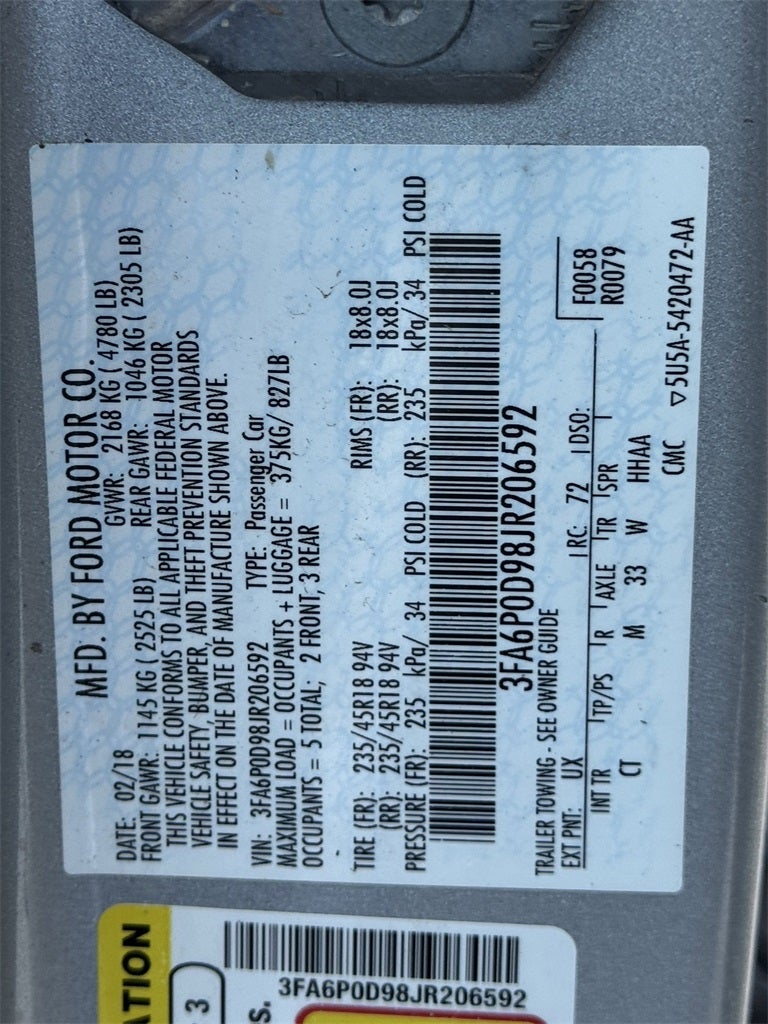 MFD. BY FORD MOTOR CO.
DATE: 02/18 GVWR: 2168 KG ( 4780 LB)
FRONT GAWR: 1145 KG ( 2525 LB) REAR GAWR: 1046 KG ( 2305 LB)
THIS VEHICLE CONFORMS TO ALL APPLICABLE FEDERAL MOTOR
VEHICLE SAFETY, BUMPER, AND THEFT PREVENTION STANDARDS
IN EFFECT ON THE DATE OF MANUFACTURE SHOWN ABOVE.
VIN: 3FA6P0D98JR206592 TYPE: Passenger Car
MAXIMUM LOAD = OCCUPANTS + LUGGAGE = 375KG/ 827LB
OCCUPANTS = 5 TOTAL; 2 FRONT, 3 REAR
TIRE (FR): 235/45R18 94V RIMS (FR): 18x8.0J
(RR): 235/45R18 94V (RR): 18x8.0J
PRESSURE (FR): 235 kPa/ 34 PSI COLD (RR): 235 kPa/ 34 PSI COLD
3FA6P0D98JR206592
TRAILER TOWING - SEE OWNER GUIDE
EXT PNT: UX RC: 72 DSO: F0058
R0079
INT TR TP/PS R AXLE TR SPR
CT M 33 W HHAA
CMC ▽5U5A-5420472-AA
ATION
3
3FA6P0D98JR206592
s.